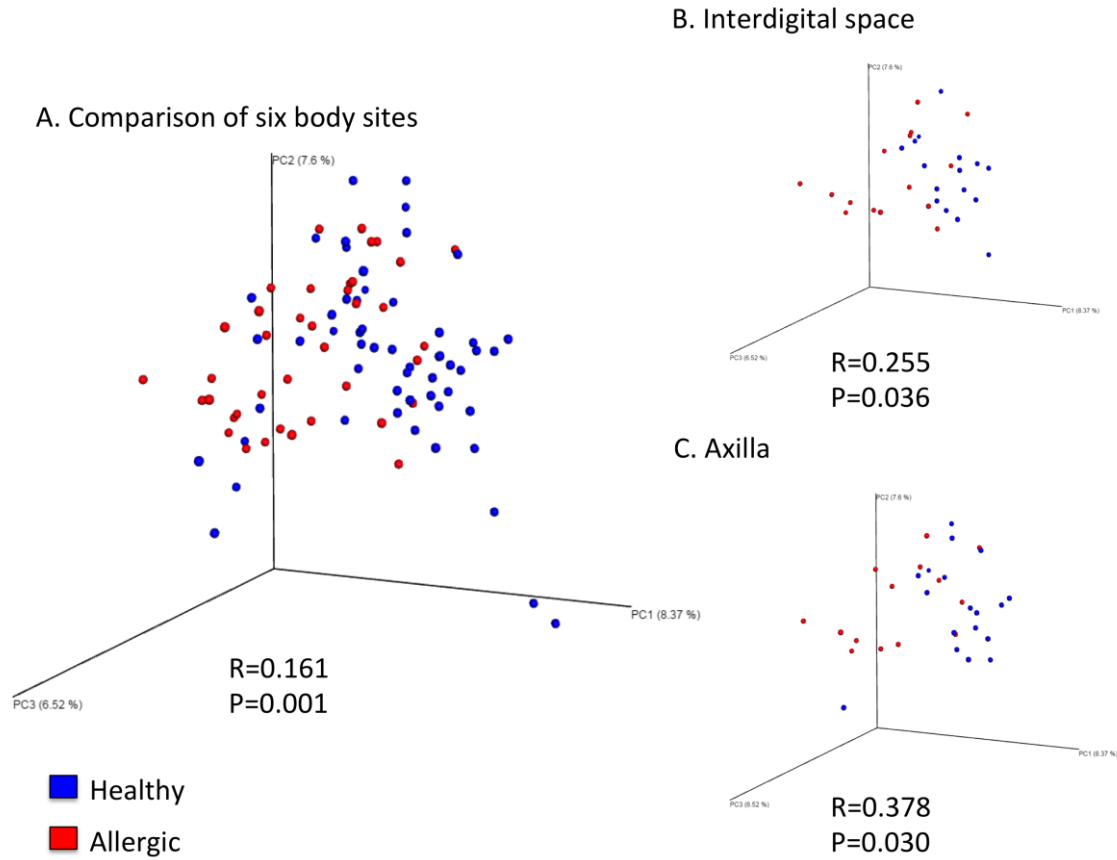 A. Comparison of six body sites
PC2 (7.6 %)
PC1 (8.37 %)
PC3 (6.52 %)
R=0.161
P=0.001
Healthy
Allergic
B. Interdigital space
PC2 (7.6 %)
PC1 (8.37 %)
PC3 (6.52 %)
R=0.255
P=0.036
C. Axilla
PC2 (7.6 %)
PC1 (8.37 %)
PC3 (6.52 %)
R=0.378
P=0.030